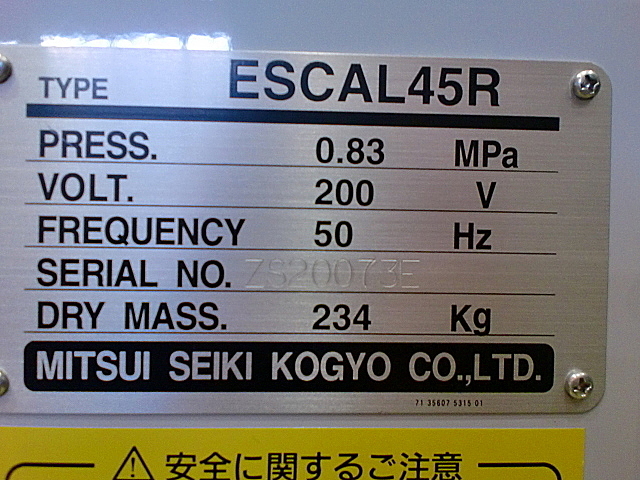 TYPE ESCAL45R
PRESS. 0.83 MPa
VOLT. 200 V
FREQUENCY 50 Hz
SERIAL NO. ZS20073E
DRY MASS. 234 Kg
MITSUI SEIKI KOGYO CO.,LTD.
71 35607 5315 01
⚠ 安全に関するご注意